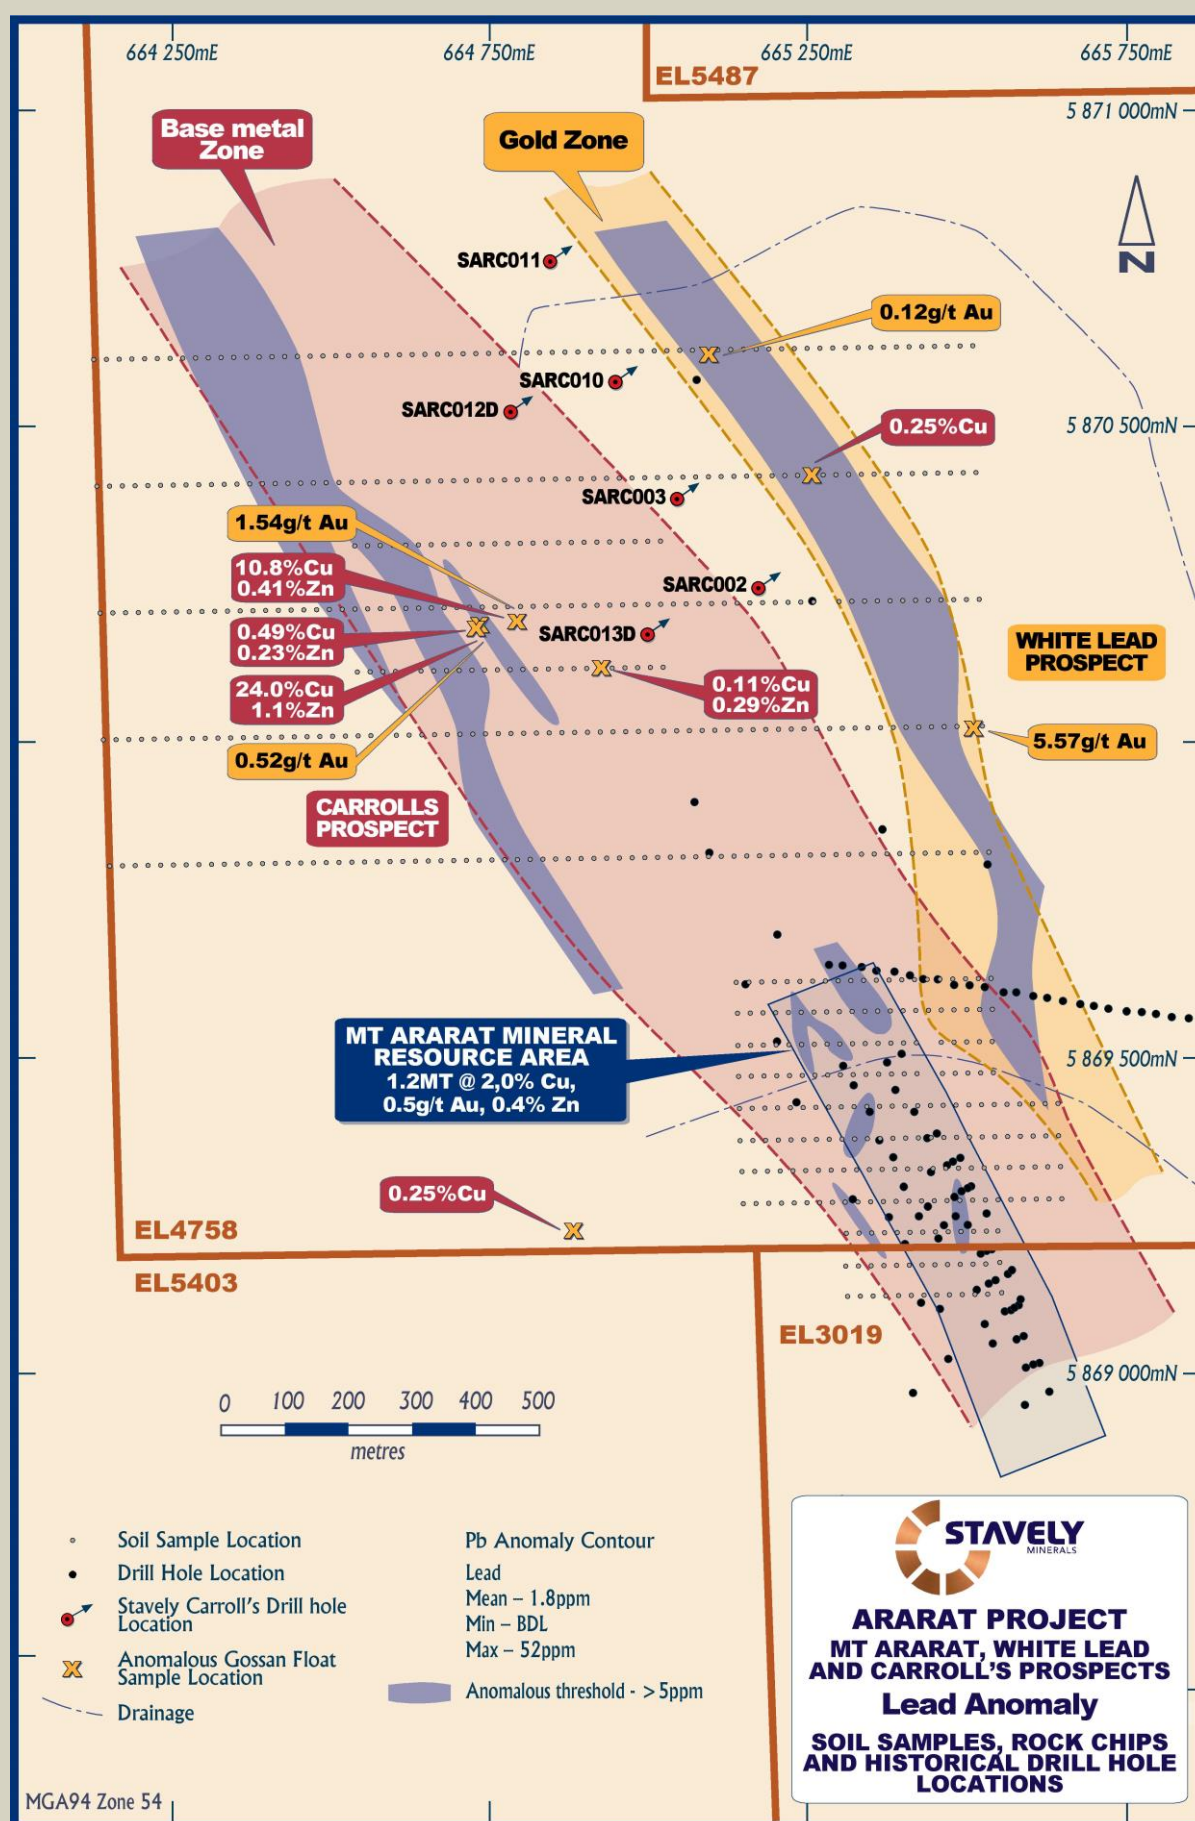 664 250mE
664 750mE
665 250mE
665 750mE
EL5487
5 871 000mN
Base metal
Zone
Gold Zone
N
SARC011
0.12g/t Au
SARC010
SARC012D
0.25%Cu
5 870 500mN
SARC003
1.54g/t Au
10.8%Cu
0.41%Zn
SARC002
0.49%Cu
0.23%Zn
SARC013D
WHITE LEAD
PROSPECT
24.0%Cu
1.1%Zn
0.11%Cu
0.29%Zn
0.52g/t Au
5.57g/t Au
CARROLLS
PROSPECT
MT ARARAT MINERAL
RESOURCE AREA
1.2MT @ 2,0% Cu,
0.5g/t Au, 0.4% Zn
5 869 500mN
0.25%Cu
EL4758
EL5403
EL3019
5 869 000mN
0 100 200 300 400 500
metres
Soil Sample Location
Drill Hole Location
Stavely Carroll's Drill hole
Location
Anomalous Gossan Float
Sample Location
Drainage
Pb Anomaly Contour
Lead
Mean – 1.8ppm
Min – BDL
Max – 52ppm
Anomalous threshold - >5ppm
STAVELY
MINERALS
ARARAT PROJECT
MT ARARAT, WHITE LEAD
AND CARROLL'S PROSPECTS
Lead Anomaly
SOIL SAMPLES, ROCK CHIPS
AND HISTORICAL DRILL HOLE
LOCATIONS
MGA94 Zone 54